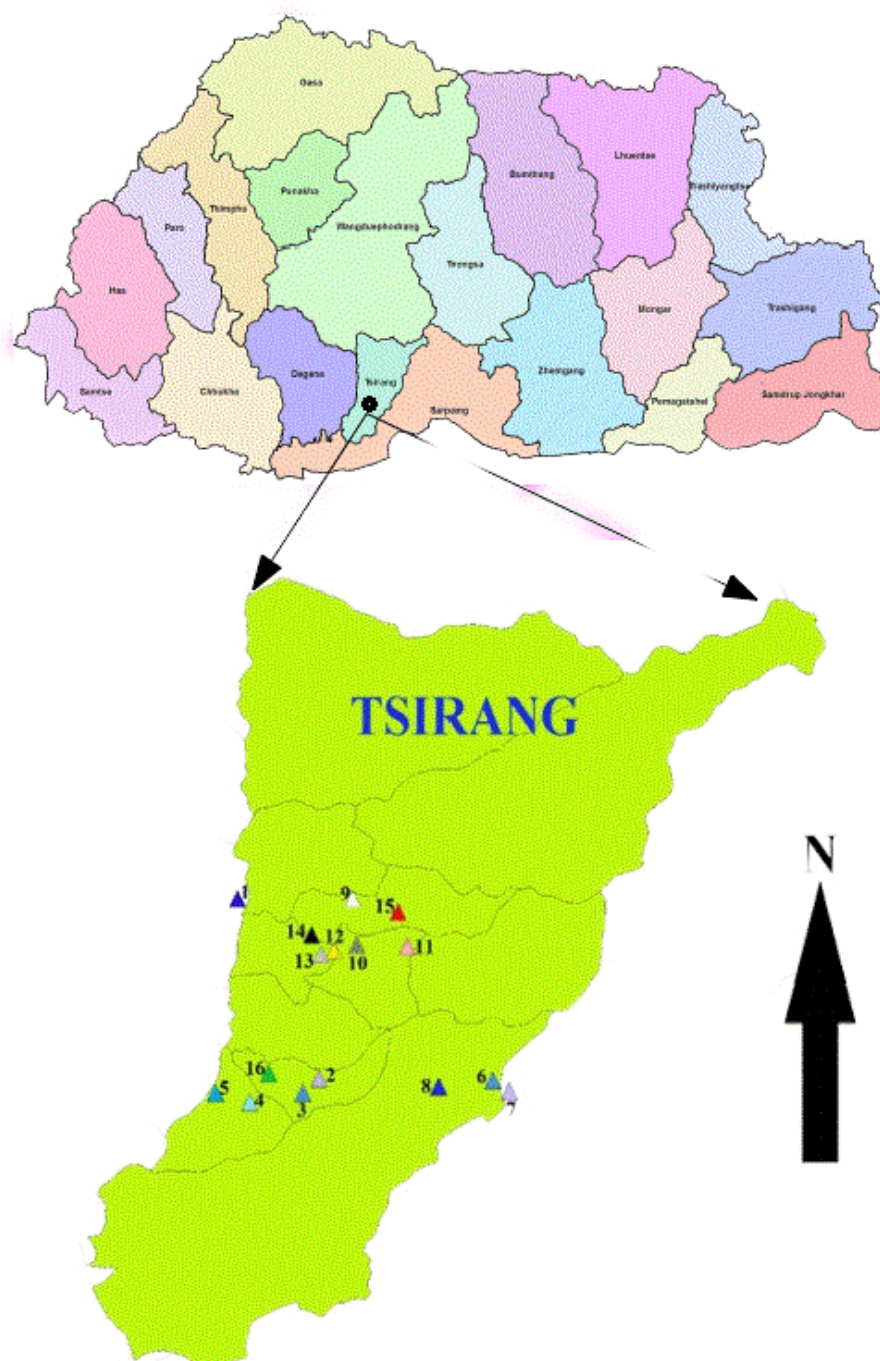 Gasa
Punakha
Thimphu
Paro
Haa
Wangduephodrang
Trongsa
Bumthang
Lhuentse
Trashiyangtse
Mongar
Trashigang
Samtse
Chhukha
Dagana
Tsirang
Sarpang
Zhemgang
Pemagatshel
Samdrup Jongkhar
TSIRANG
N
1
9
15
14
12
13
10
11
16
2
5
4
3
8
6
7